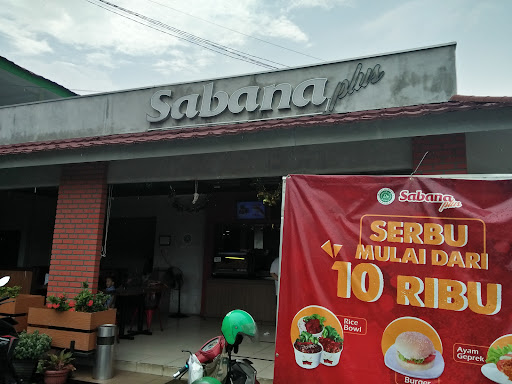 Sabana plus
Sabana
plus
SERBU
MULAI DARI
10 RIBU
Rice
Bowl
Burger
Ayam
Geprek